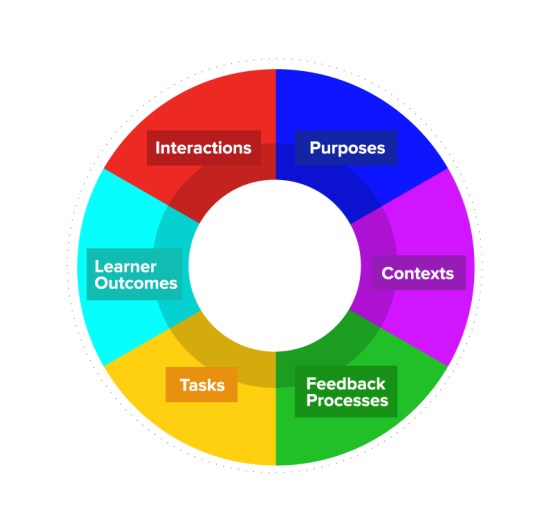 Interactions
Purposes
Learner
Outcomes
Contexts
Tasks
Feedback
Processes